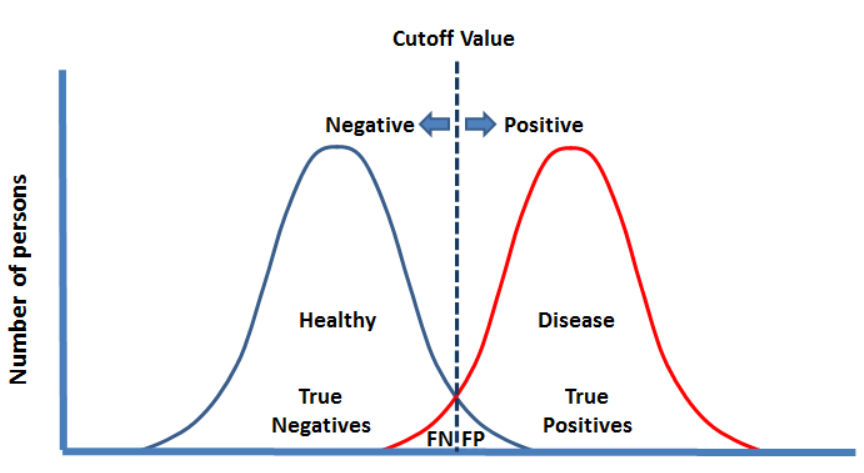 Cutoff Value
Negative
Positive
Number of persons
Healthy
Disease
True
Negatives
True
Positives
FN
FP